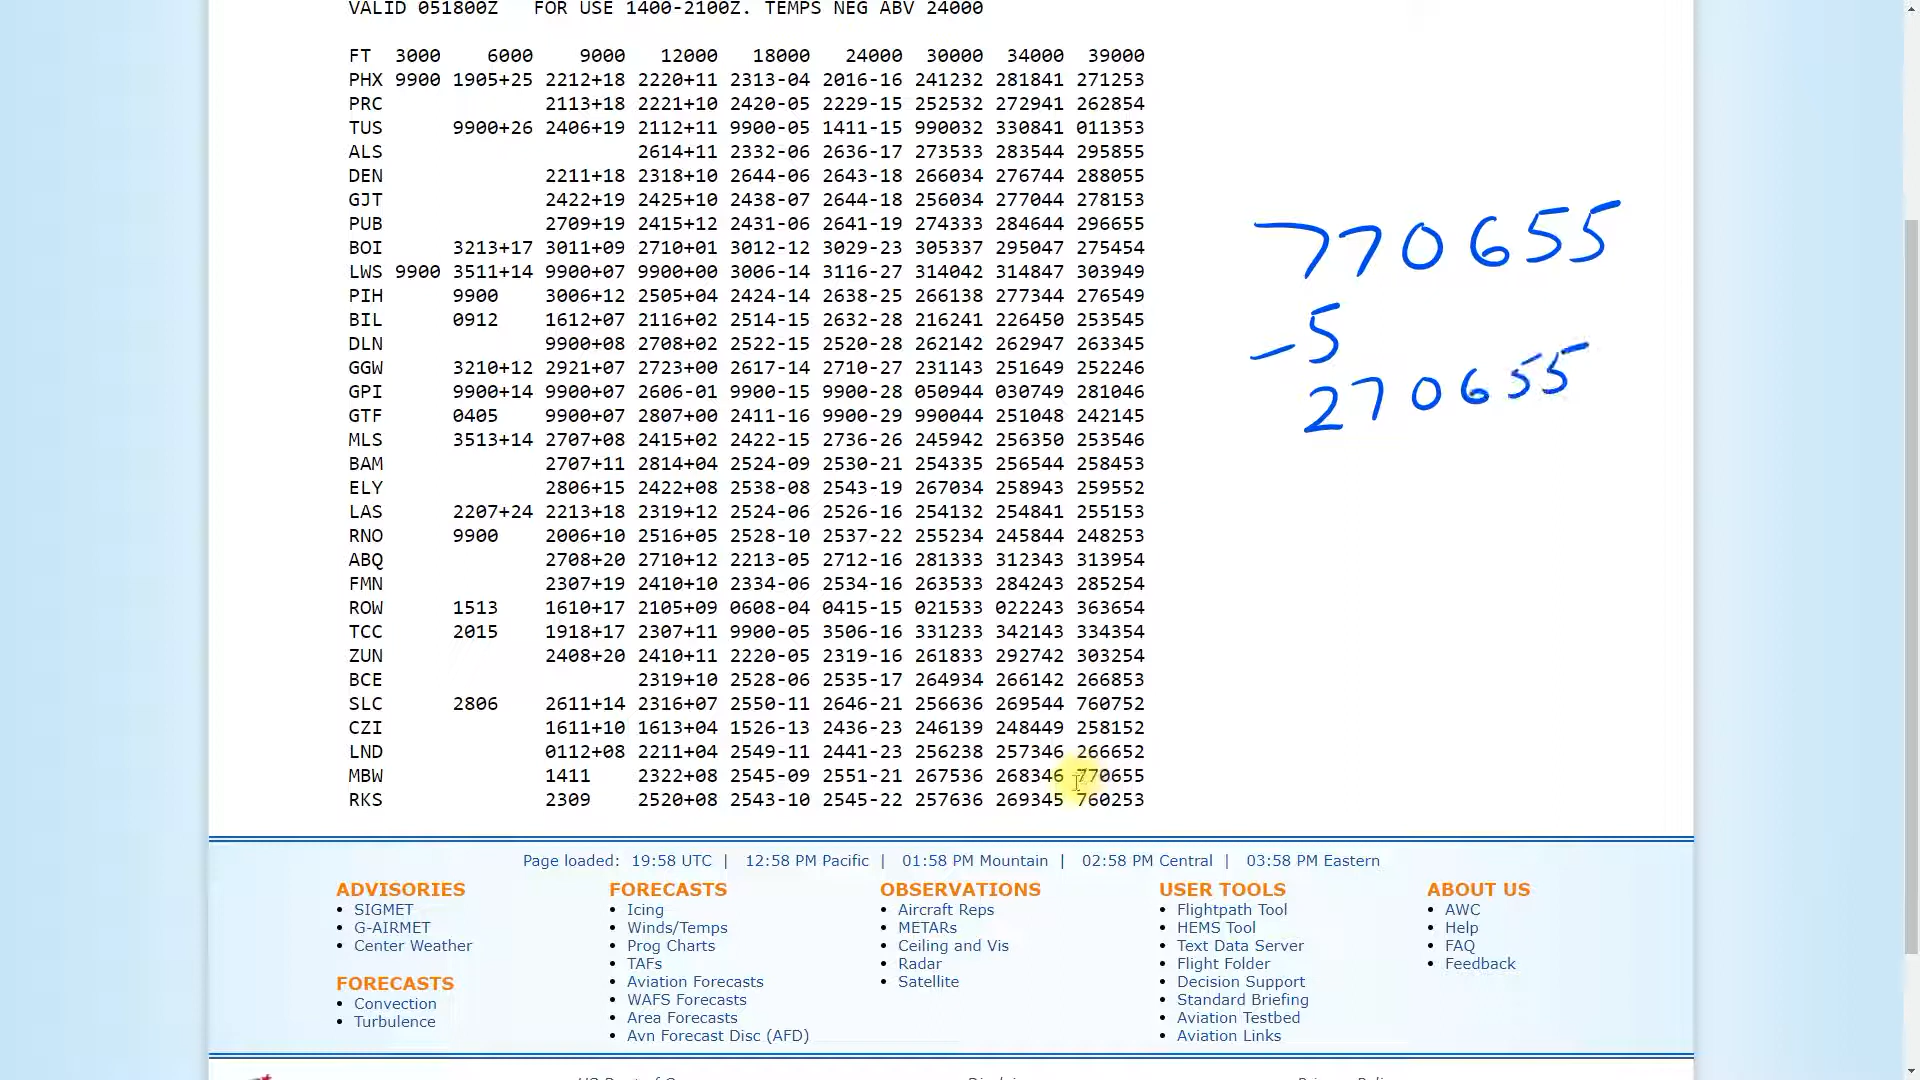 VALID 051800Z   FOR USE 1400-2100Z. TEMPS NEG ABV 24000
FT  3000    6000    9000   12000   18000   24000  30000  34000  39000
PHX 9900 1905+25 2212+18 2220+11 2313-04 2016-16 241232 281841 271253
PRC              2113+18 2221+10 2420-05 2229-15 252532 272941 262854
TUS      9900+26 2406+19 2112+11 9900-05 1411-15 990032 330841 011353
ALS                      2614+11 2332-06 2636-17 273533 283544 295855
DEN              2211+18 2318+10 2644-06 2643-18 266034 276744 288055
GJT              2422+19 2425+10 2438-07 2644-18 256034 277044 278153
PUB              2709+19 2415+12 2431-06 2641-19 274333 284644 296655
BOI      3213+17 3011+09 2710+01 3012-12 3029-23 305337 295047 275454
LWS 9900 3511+14 9900+07 9900+00 3006-14 3116-27 314042 314847 303949
PIH      9900    3006+12 2505+04 2424-14 2638-25 266138 277344 276549
BIL      0912    1612+07 2116+02 2514-15 2632-28 216241 226450 253545
DLN              9900+08 2708+02 2522-15 2520-28 262142 262947 263345
GGW      3210+12 2921+07 2723+00 2617-14 2710-27 231143 251649 252246
GPI      9900+14 9900+07 2606-01 9900-15 9900-28 050944 030749 281046
GTF      0405    9900+07 2807+00 2411-16 9900-29 990044 251048 242145
MLS      3513+14 2707+08 2415+02 2422-15 2736-26 245942 256350 253546
BAM              2707+11 2814+04 2524-09 2530-21 254335 256544 258453
ELY              2806+15 2422+08 2538-08 2543-19 267034 258943 259552
LAS      2207+24 2213+18 2319+12 2524-06 2526-16 254132 254841 255153
RNO      9900    2006+10 2516+05 2528-10 2537-22 255234 245844 248253
ABQ              2708+20 2710+12 2213-05 2712-16 281333 312343 313954
FMN              2307+19 2410+10 2334-06 2534-16 263533 284243 285254
ROW      1513    1610+17 2105+09 0608-04 0415-15 021533 022243 363654
TCC      2015    1918+17 2307+11 9900-05 3506-16 331233 342143 334354
ZUN              2408+20 2410+11 2220-05 2319-16 261833 292742 303254
BCE                      2319+10 2528-06 2535-17 264934 266142 266853
SLC      2806    2611+14 2316+07 2550-11 2646-21 256636 269544 760752
CZI              1611+10 1613+04 1526-13 2436-23 246139 248449 258152
LND              0112+08 2211+04 2549-11 2441-23 256238 257346 266652
MBW              1411    2322+08 2545-09 2551-21 267536 268346 770655
RKS              2309    2520+08 2543-10 2545-22 257636 269345 760253
770655
-5
270655
Page loaded: 19:58 UTC | 12:58 PM Pacific | 01:58 PM Mountain | 02:58 PM Central | 03:58 PM Eastern
ADVISORIES
• SIGMET
• G-AIRMET
• Center Weather
FORECASTS
• Convection
• Turbulence
FORECASTS
• Icing
• Winds/Temps
• Prog Charts
• TAFs
• Aviation Forecasts
• WAFS Forecasts
• Area Forecasts
• Avn Forecast Disc (AFD)
OBSERVATIONS
• Aircraft Reps
• METARs
• Ceiling and Vis
• Radar
• Satellite
USER TOOLS
• Flightpath Tool
• HEMS Tool
• Text Data Server
• Flight Folder
• Decision Support
• Standard Briefing
• Aviation Testbed
• Aviation Links
ABOUT US
• AWC
• Help
• FAQ
• Feedback